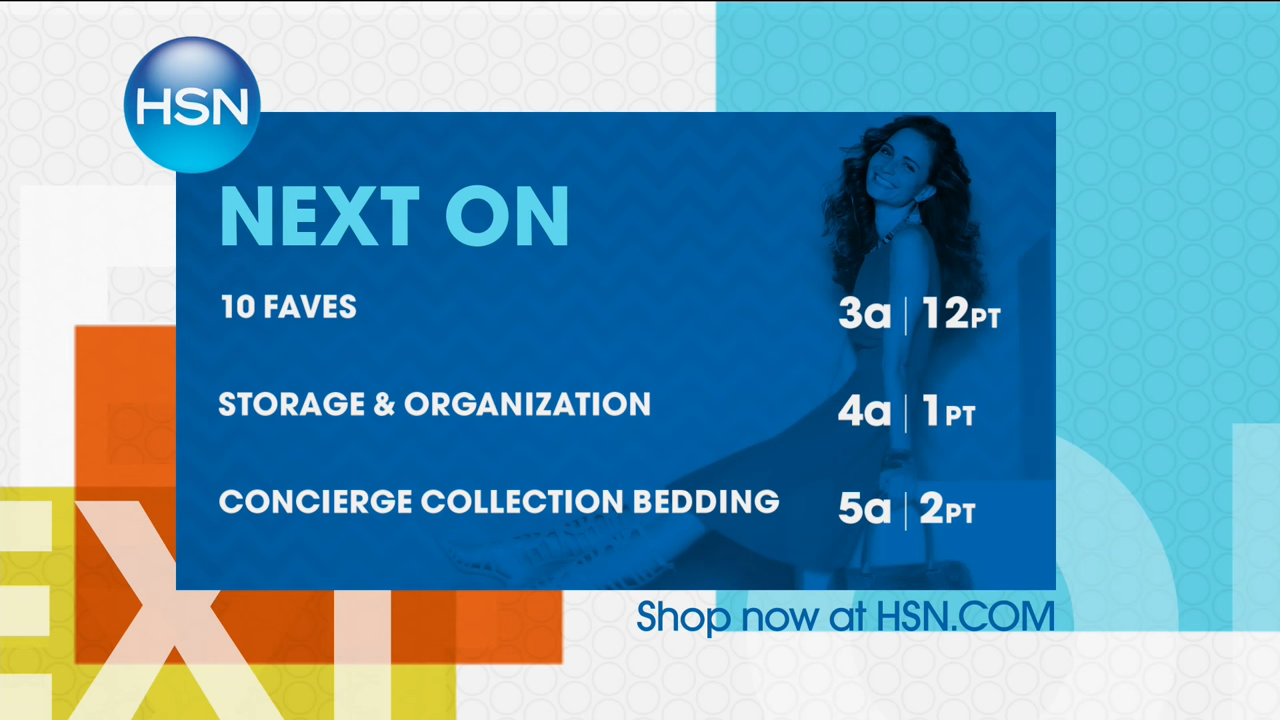 HSN
NEXT ON
10 FAVES 3a | 12PT
STORAGE & ORGANIZATION 4a | 1PT
CONCIERGE COLLECTION BEDDING 5a | 2PT
Shop now at HSN.COM
EXT